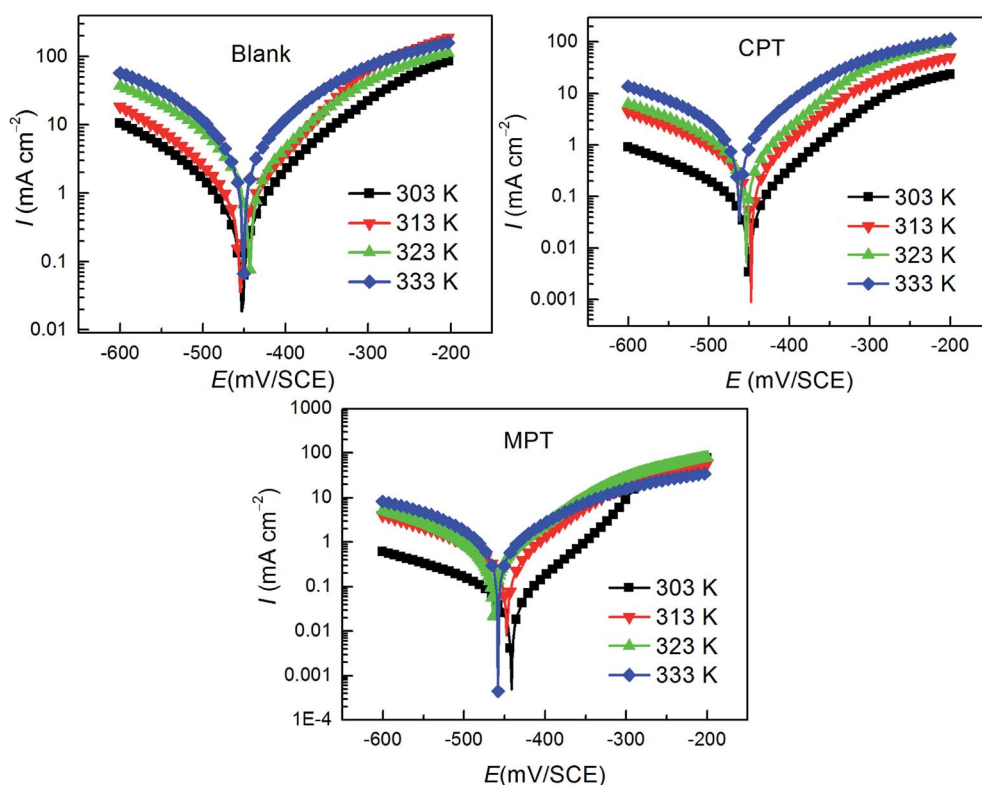 Blank
I (mA cm⁻²)
100
10
1
0.1
0.01
303 K
313 K
323 K
333 K
-600 -500 -400 -300 -200
E(mV/SCE)
CPT
I (mA cm⁻²)
100
10
1
0.1
0.01
0.001
303 K
313 K
323 K
333 K
-600 -500 -400 -300 -200
E (mV/SCE)
MPT
I (mA cm⁻²)
1000
100
10
1
0.1
0.01
0.001
1E-4
303 K
313 K
323 K
333 K
-600 -500 -400 -300 -200
E(mV/SCE)